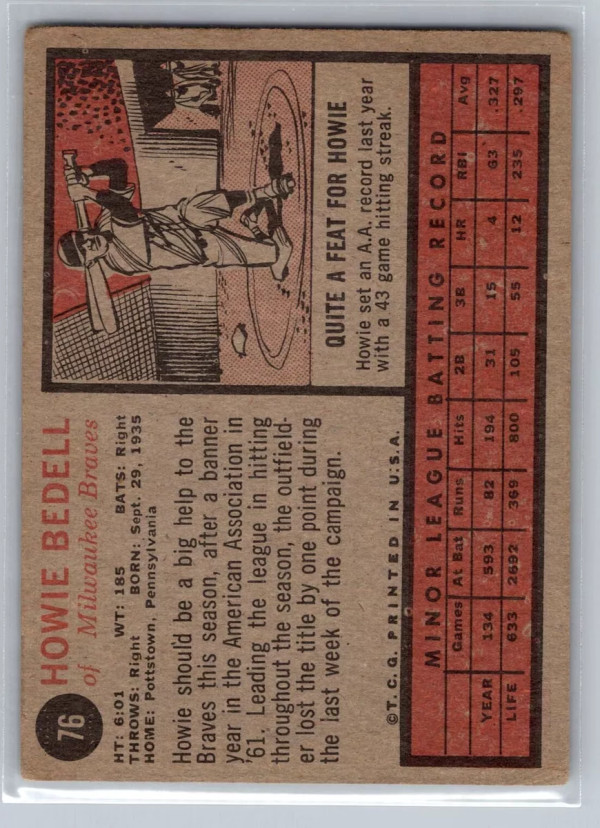 76
HOWIE BEDELL
of Milwaukee Braves
HT: 6:01 WT: 185 BATS: Right
THROWS: Right BORN: Sept. 29, 1935
HOME: Pottstown, Pennsylvania
Howie should be a big help to the
Braves this season, after a banner
year in the American Association in
'61. Leading the league in hitting
throughout the season, the outfield-
er lost the title by one point during
the last week of the campaign.
©T.C.G. PRINTED IN U.S.A.
QUITE A FEAT FOR HOWIE
Howie set an A.A. record last year
with a 43 game hitting streak.
MINOR LEAGUE BATTING RECORD
Games At Bat Runs Hits 2B 3B HR RBI Avg
YEAR 134 593 82 194 31 15 4 63 .327
LIFE 633 2692 369 800 105 55 12 235 .297